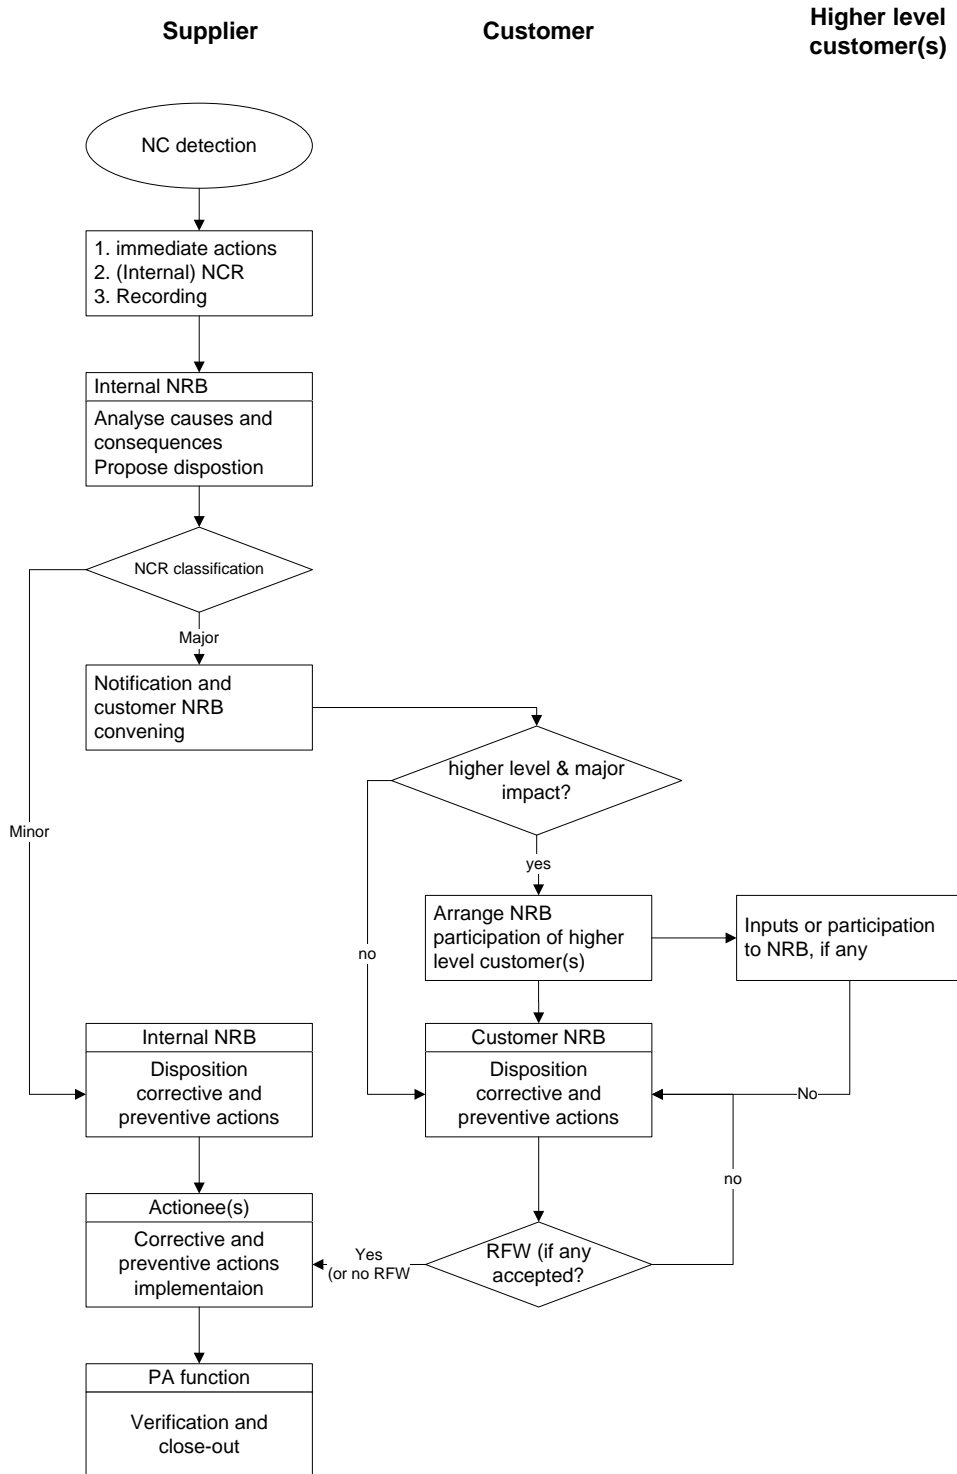 Supplier
Customer
Higher level
customer(s)
NC detection
1. immediate actions
2. (Internal) NCR
3. Recording
Internal NRB
Analyse causes and
consequences
Propose dispostion
NCR classification
Major
Notification and
customer NRB
convening
higher level & major
impact?
Minor
yes
Arrange NRB
participation of higher
level customer(s)
Inputs or participation
to NRB, if any
no
Internal NRB
Disposition
corrective and
preventive actions
Customer NRB
Disposition
corrective and
preventive actions
No
no
Actionee(s)
Corrective and
preventive actions
implementaion
Yes
(or no RFW
RFW (if any
accepted?
PA function
Verification and
close-out